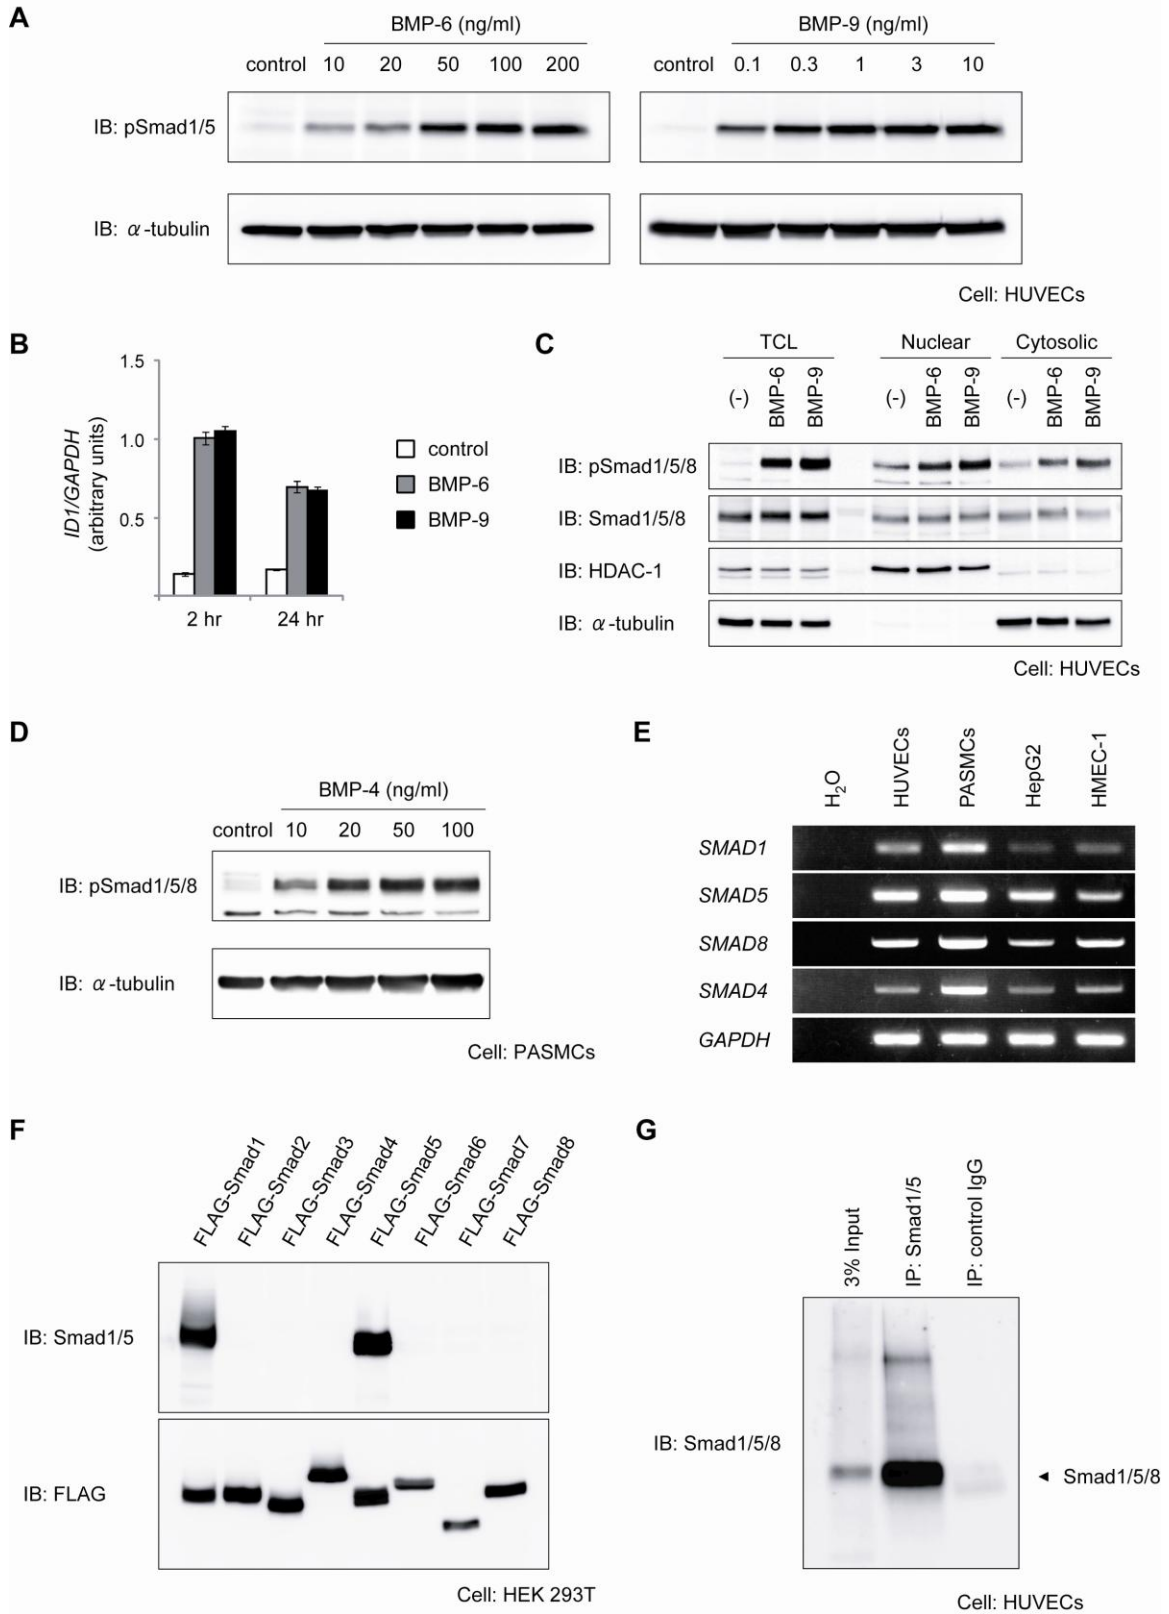 A
BMP-6 (ng/ml)
control 10 20 50 100 200
BMP-9 (ng/ml)
control 0.1 0.3 1 3 10
IB: pSmad1/5
IB: α-tubulin
Cell: HUVECs
B
1.5
1.0
0.5
ID1/GAPDH
(arbitrary units)
2 hr 24 hr
control
BMP-6
BMP-9
C
TCL Nuclear Cytosolic
(-) BMP-6 BMP-9 (-) BMP-6 BMP-9 (-) BMP-6 BMP-9
IB: pSmad1/5/8
IB: Smad1/5/8
IB: HDAC-1
IB: α-tubulin
Cell: HUVECs
D
BMP-4 (ng/ml)
control 10 20 50 100
IB: pSmad1/5/8
IB: α-tubulin
Cell: PASMCs
E
H2O HUVECs PASMCs HepG2 HMEC-1
SMAD1
SMAD5
SMAD8
SMAD4
GAPDH
F
FLAG-Smad1 FLAG-Smad2 FLAG-Smad3 FLAG-Smad4 FLAG-Smad5 FLAG-Smad6 FLAG-Smad7 FLAG-Smad8
IB: Smad1/5
IB: FLAG
Cell: HEK 293T
G
3% Input IP: Smad1/5 IP: control IgG
IB: Smad1/5/8
◄ Smad1/5/8
Cell: HUVECs